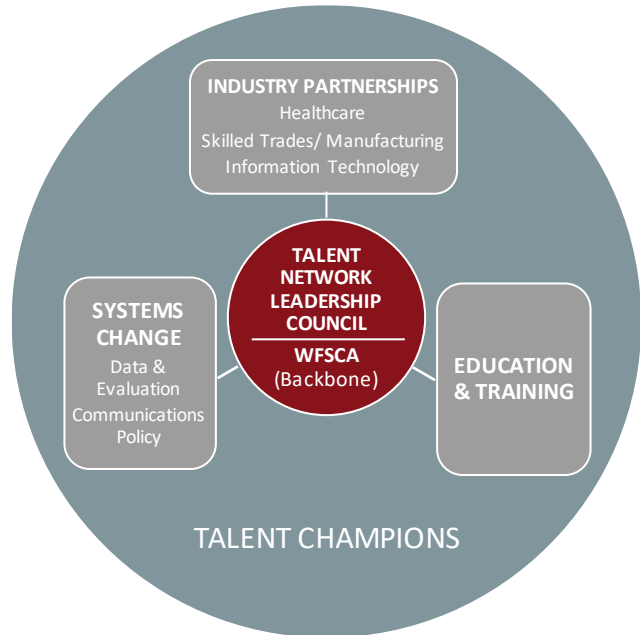 INDUSTRY PARTNERSHIPS
Healthcare
Skilled Trades/ Manufacturing
Information Technology
TALENT
NETWORK
LEADERSHIP
COUNCIL
WFSCA
(Backbone)
SYSTEMS
CHANGE
Data &
Evaluation
Communications
Policy
EDUCATION
& TRAINING
TALENT CHAMPIONS